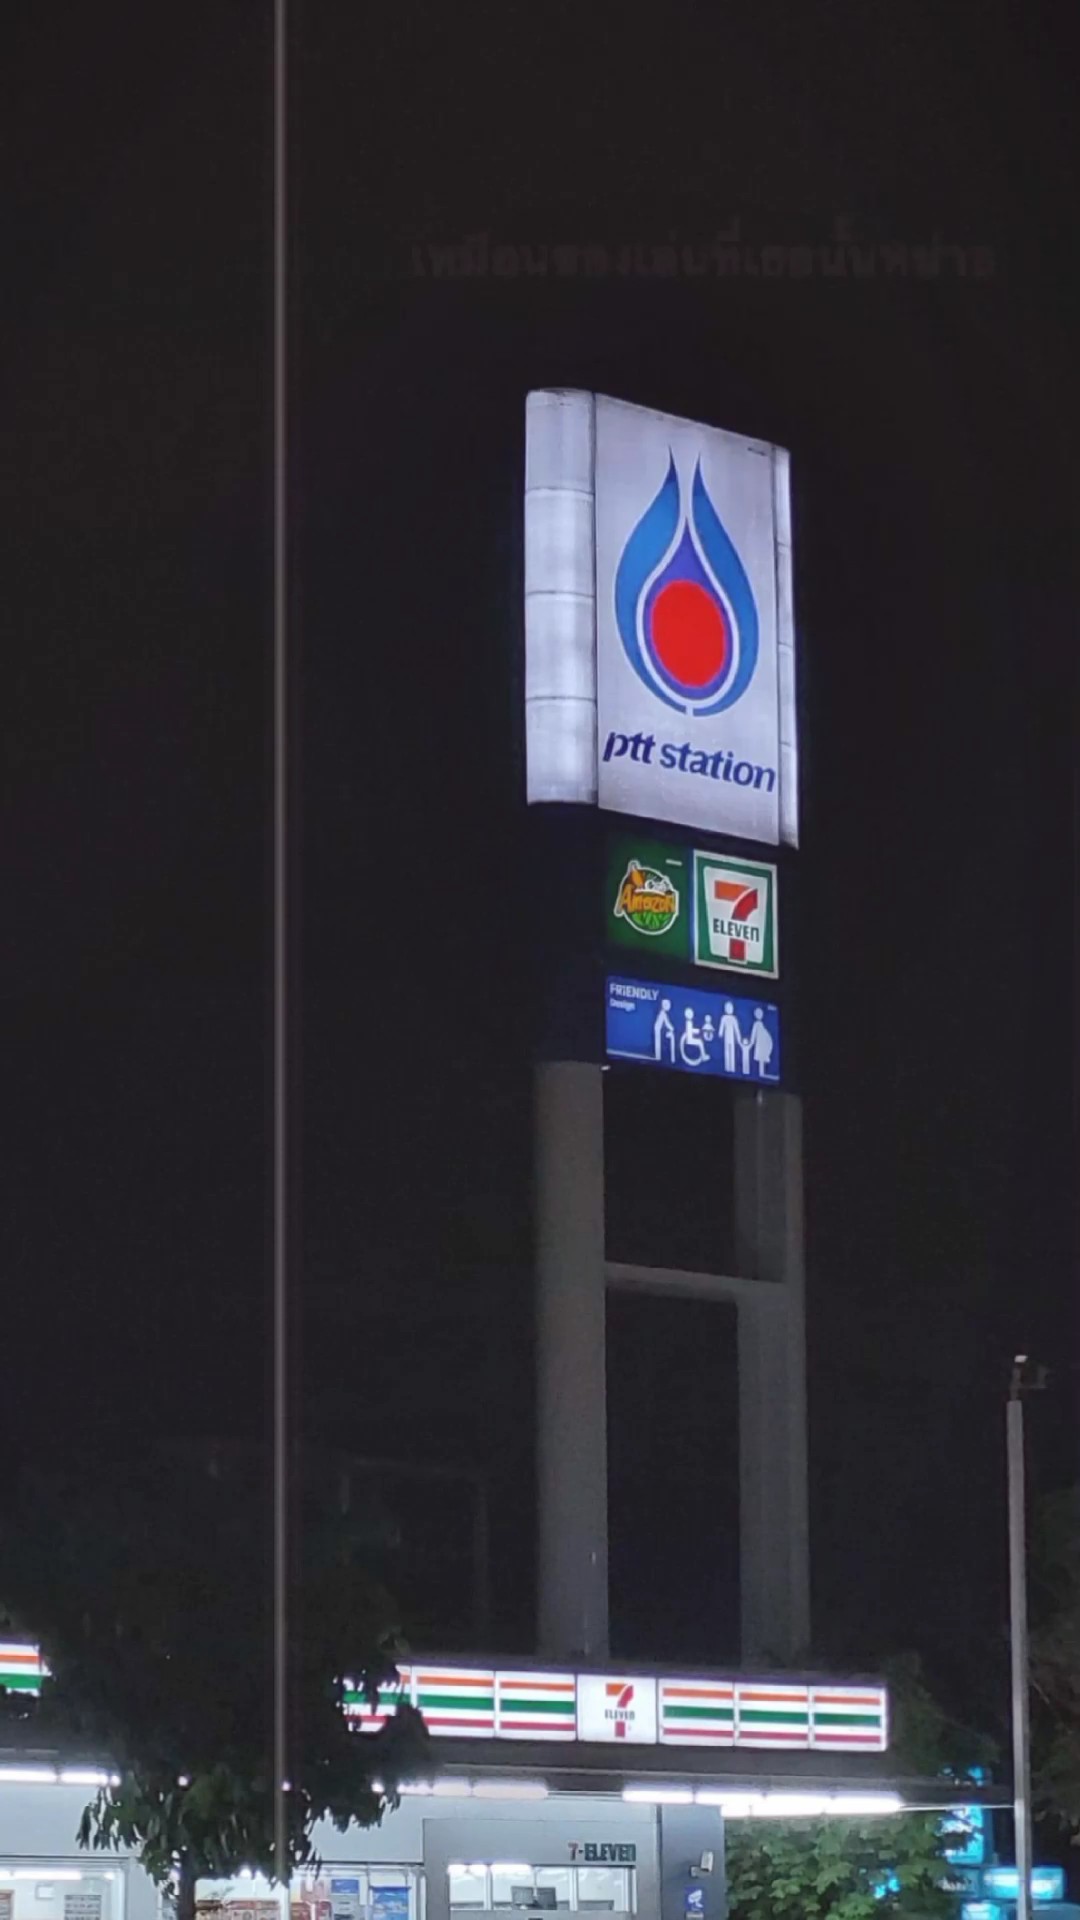 ptt station
Amazon
7
ELEVEN
FRIENDLY
Design
7
ELEVEN
7-ELEVEN